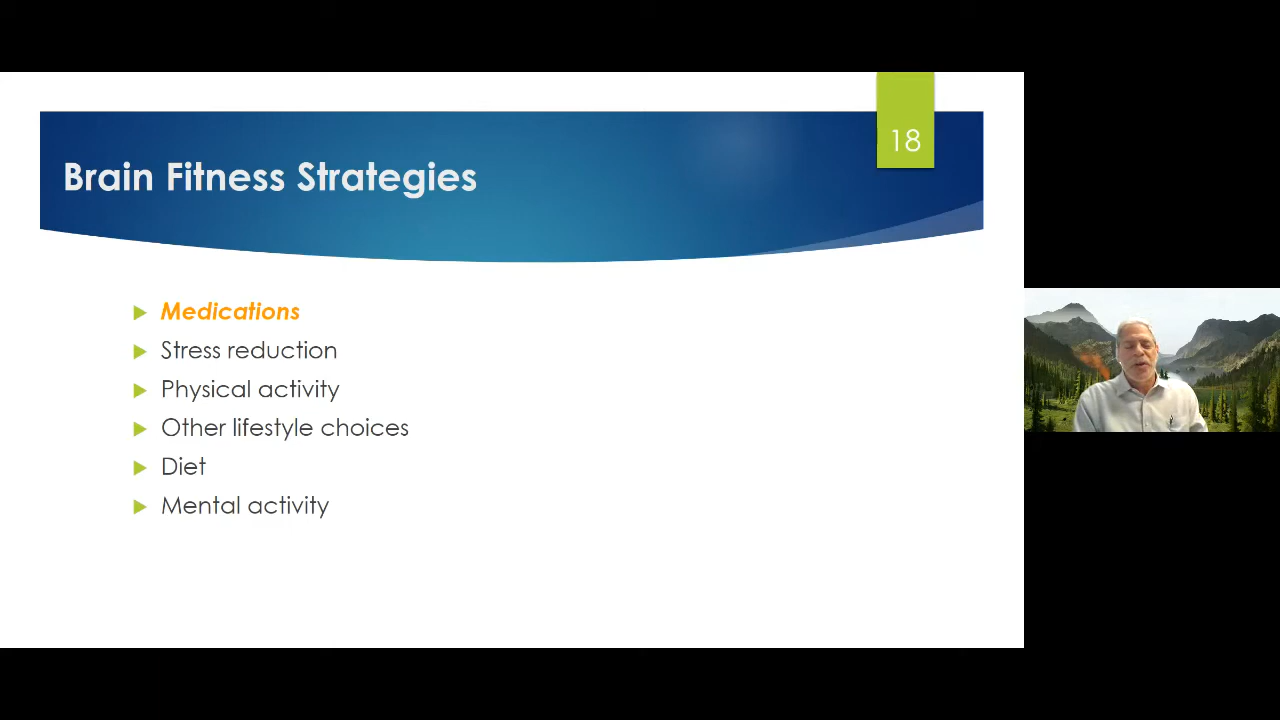 18
Brain Fitness Strategies
Medications
Stress reduction
Physical activity
Other lifestyle choices
Diet
Mental activity